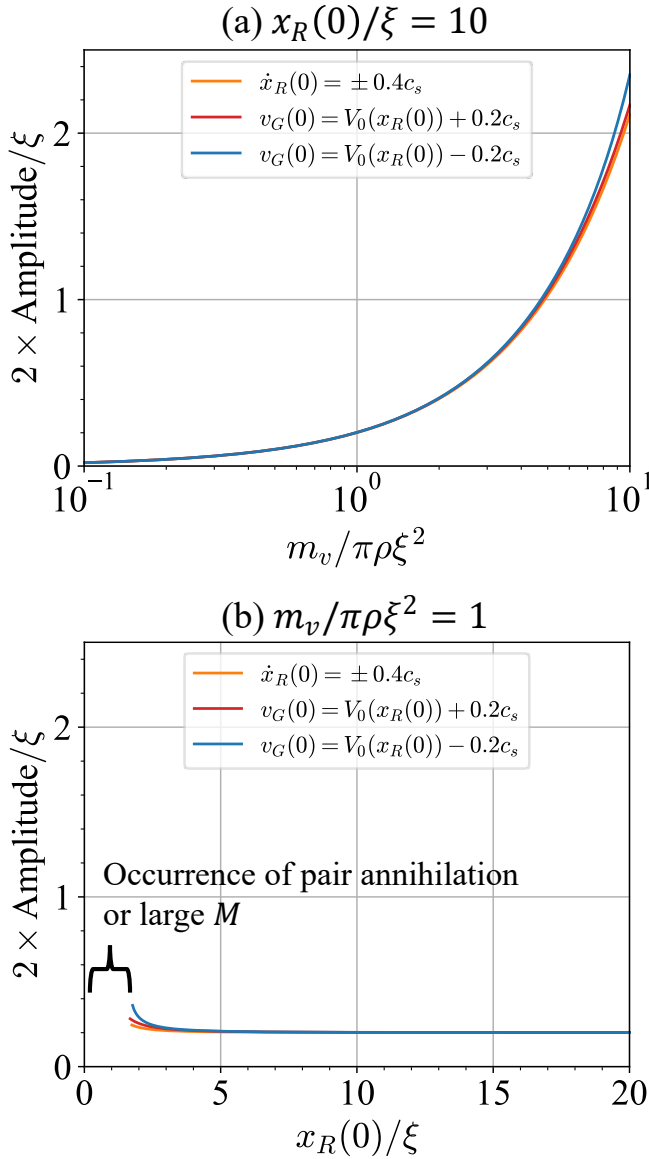 (a) x_R(0)/ξ = 10
2 × Amplitude/ξ
2
1
0
ẋ_R(0) = ± 0.4c_s
v_G(0) = V_0(x_R(0)) + 0.2c_s
v_G(0) = V_0(x_R(0)) − 0.2c_s
10^−1
10^0
10^1
m_v/πρξ^2
(b) m_v/πρξ^2 = 1
2 × Amplitude/ξ
2
1
0
ẋ_R(0) = ± 0.4c_s
v_G(0) = V_0(x_R(0)) + 0.2c_s
v_G(0) = V_0(x_R(0)) − 0.2c_s
Occurrence of pair annihilation
or large M
0
5
10
15
20
x_R(0)/ξ